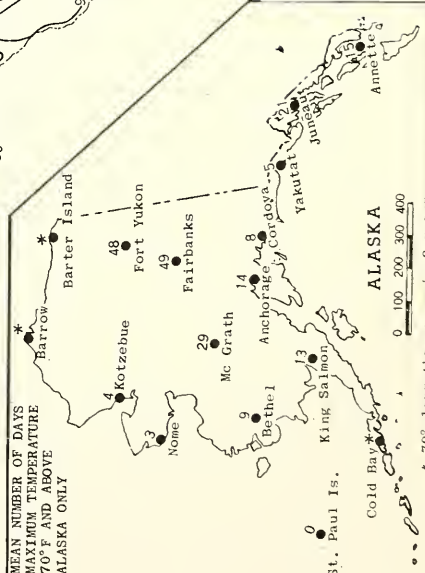 MEAN NUMBER OF DAYS
MAXIMUM TEMPERATURE
70°F AND ABOVE
ALASKA ONLY
*
Barrow
*
Barter Island
4
Kotzebue
48
Fort Yukon
3
Nome
49
Fairbanks
29
Mc Grath
9
Bethel
14
Anchorage
8
Cordova
5
Yakutat
Juneau
15
Annette
13
King Salmon
0
St. Paul Is.
Cold Bay*
ALASKA
0 100 200 300 400